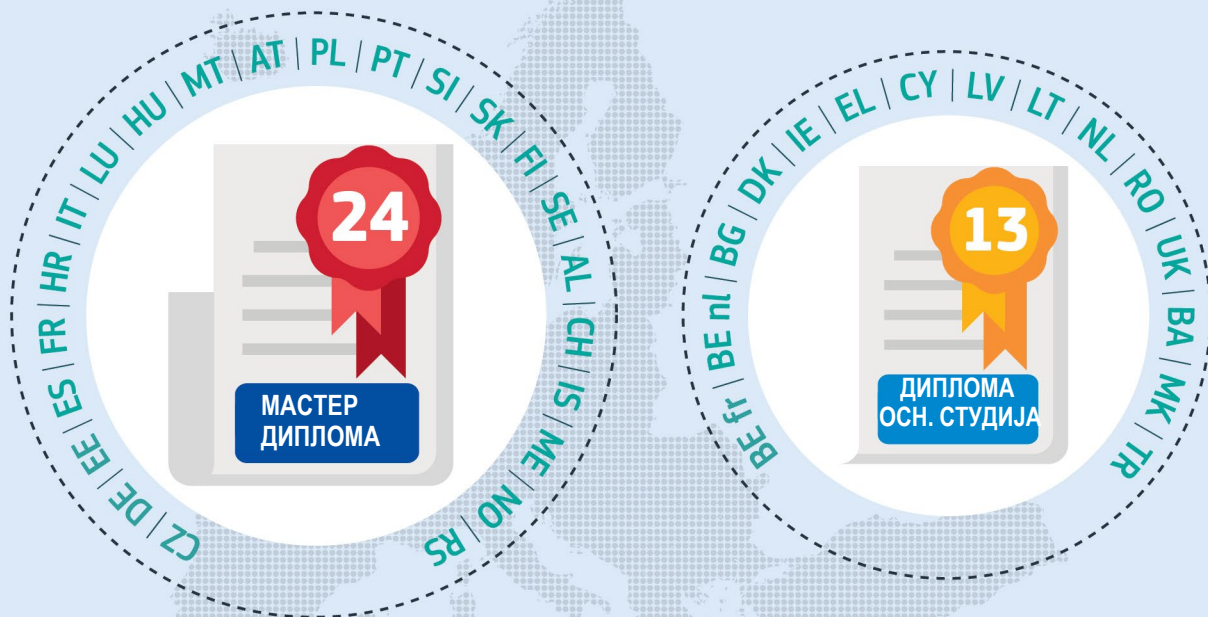 CZ | DE | EE | ES | FR | HR | IT | LU | HU | MT | AT | PL | PT | SI | SK | FI | SE | AL | CH | IS | ME | NO | RS
24
МАСТЕР
ДИПЛОМА
BE fr | BE nl | BG | DK | IE | EL | CY | LV | LT | NL | RO | UK | BA | MK | TR
13
ДИПЛОМА
ОСН. СТУДИЈА